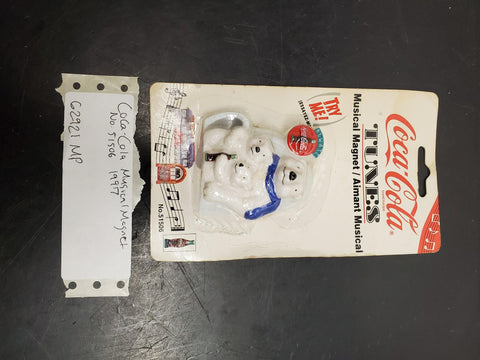 Coca Cola Musical Magnet
No 51506 1997
62921 MP
Coca-Cola
TUNES
Musical Magnet / Aimant Musical
TRY
ME!
No.51506